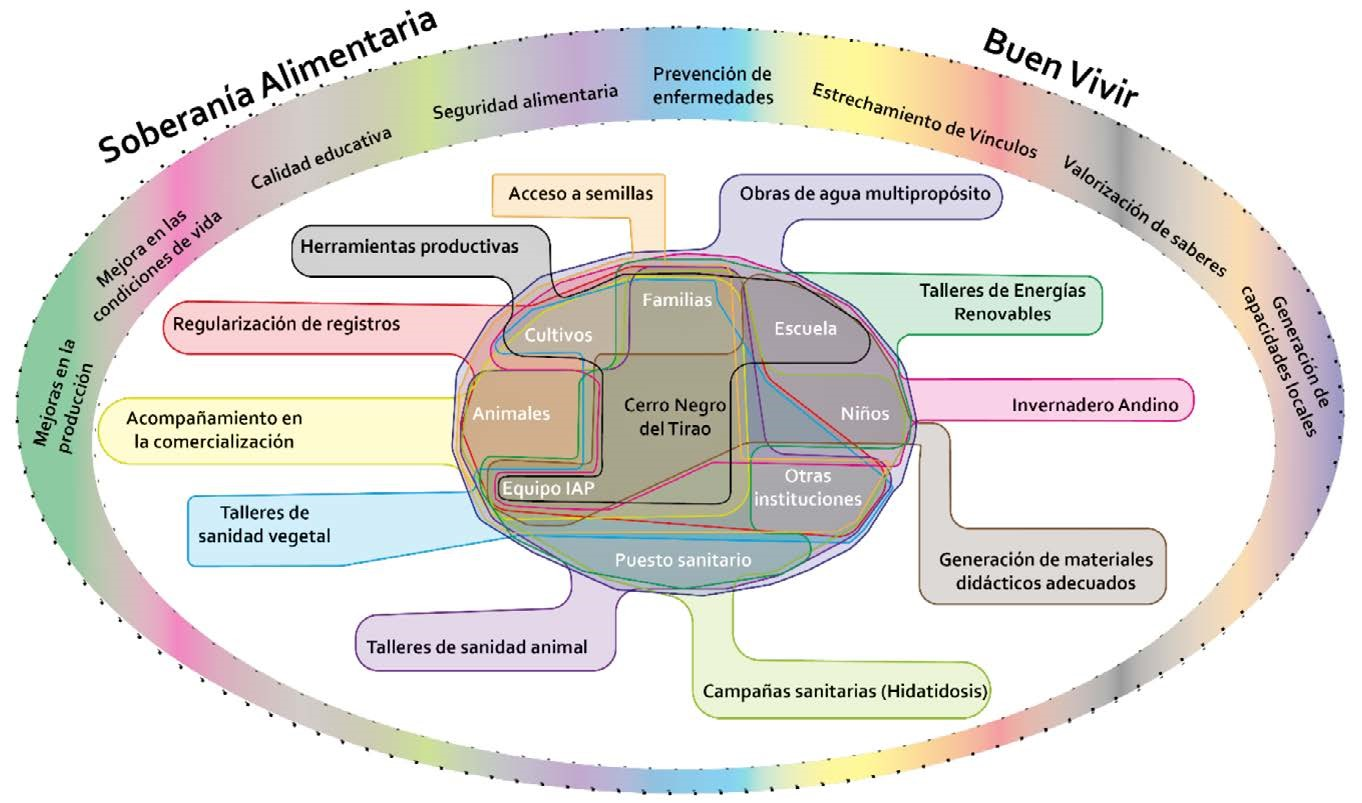 Soberanía Alimentaria
Buen Vivir
Mejoras en la
producción
Mejora en las
condiciones de vida
Calidad educativa
Seguridad alimentaria
Prevención de
enfermedades
Estrechamiento de Vínculos
Valorización de saberes
Generación de
capacidades locales
Acceso a semillas
Obras de agua multipropósito
Herramientas productivas
Talleres de Energías
Renovables
Regularización de registros
Invernadero Andino
Acompañamiento en
la comercialización
Talleres de
sanidad vegetal
Generación de materiales
didácticos adecuados
Talleres de sanidad animal
Campañas sanitarias (Hidatidosis)
Familias
Cultivos
Escuela
Animales
Cerro Negro
del Tirao
Niños
Equipo IAP
Otras
instituciones
Puesto sanitario